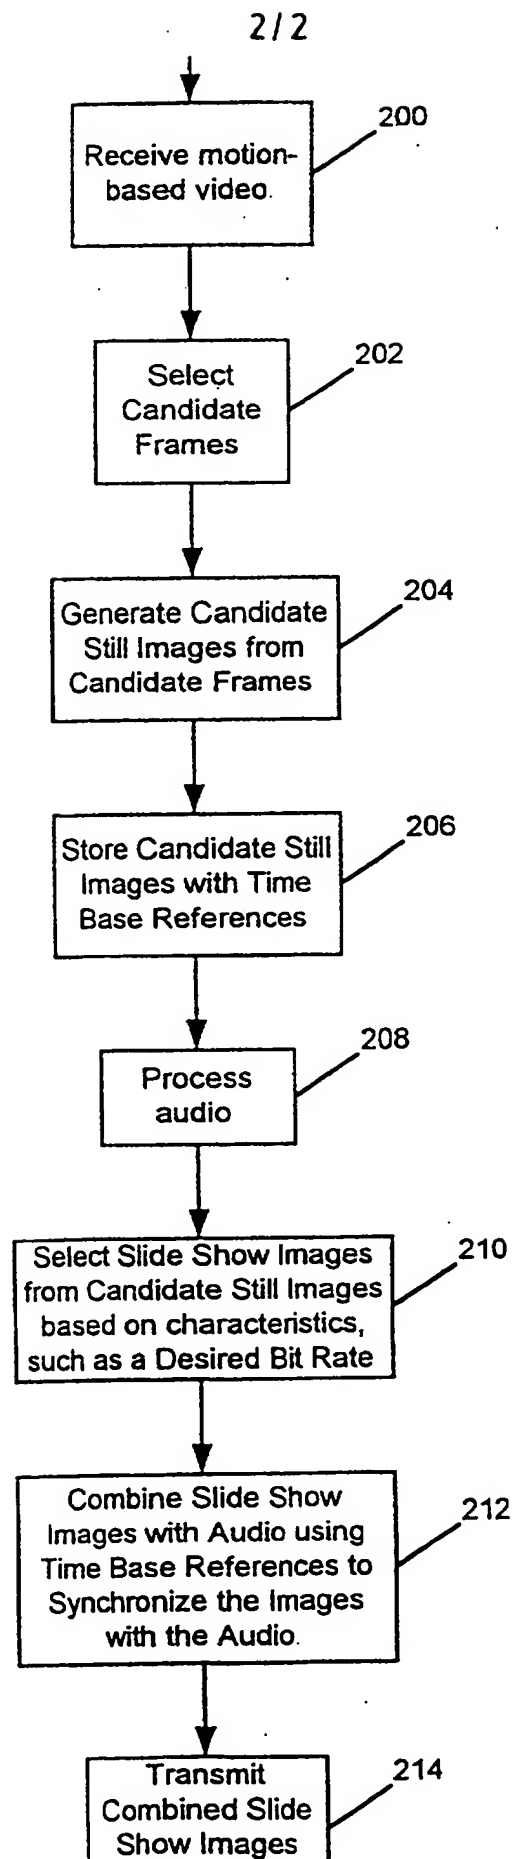 2/2
200
Receive motion-
based video.
202
Select
Candidate
Frames
204
Generate Candidate
Still Images from
Candidate Frames
206
Store Candidate Still
Images with Time
Base References
208
Process
audio
210
Select Slide Show Images
from Candidate Still Images
based on characteristics,
such as a Desired Bit Rate
212
Combine Slide Show
Images with Audio using
Time Base References to
Synchronize the Images
with the Audio.
214
Transmit
Combined Slide
Show Images